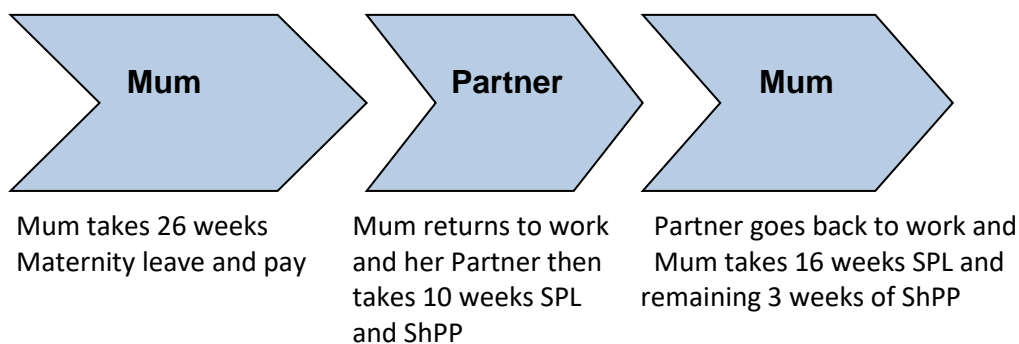 Mum
Partner
Mum
Mum takes 26 weeks
Maternity leave and pay
Mum returns to work
and her Partner then
takes 10 weeks SPL
and ShPP
Partner goes back to work and
Mum takes 16 weeks SPL and
remaining 3 weeks of ShPP